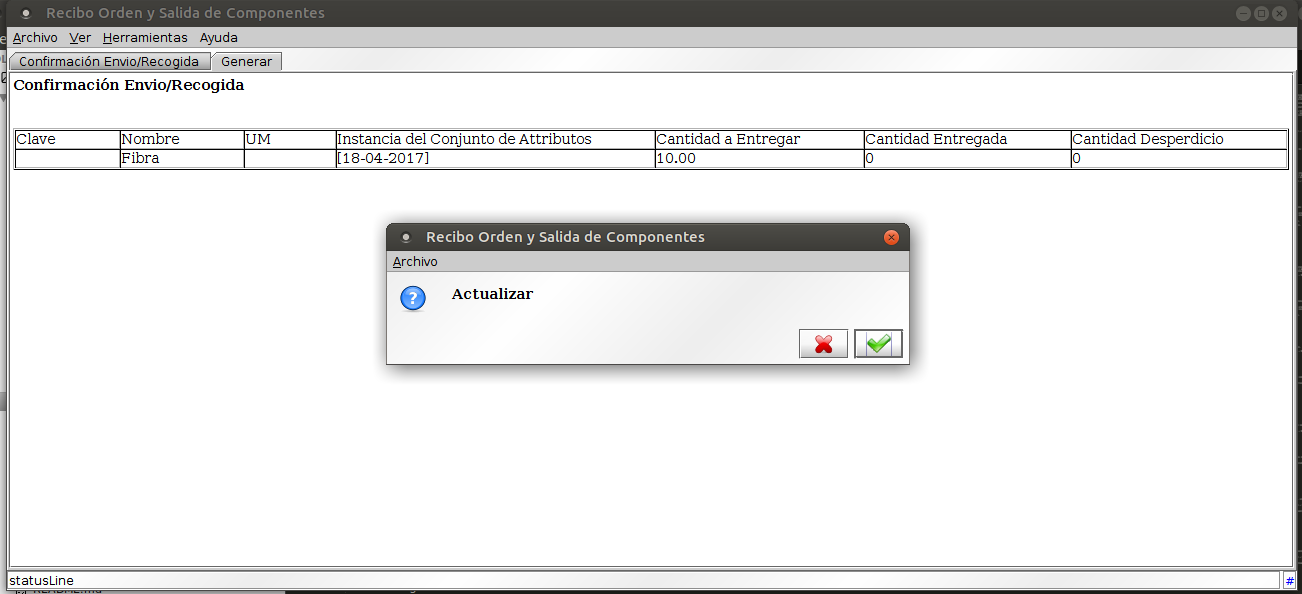 Recibo Orden y Salida de Componentes
Archivo Ver Herramientas Ayuda
Confirmación Envio/Recogida Generar
Confirmación Envio/Recogida
Clave Nombre UM Instancia del Conjunto de Attributos Cantidad a Entregar Cantidad Entregada Cantidad Desperdicio
Fibra [18-04-2017] 10.00 0 0
Recibo Orden y Salida de Componentes
Archivo
Actualizar
statusLine #